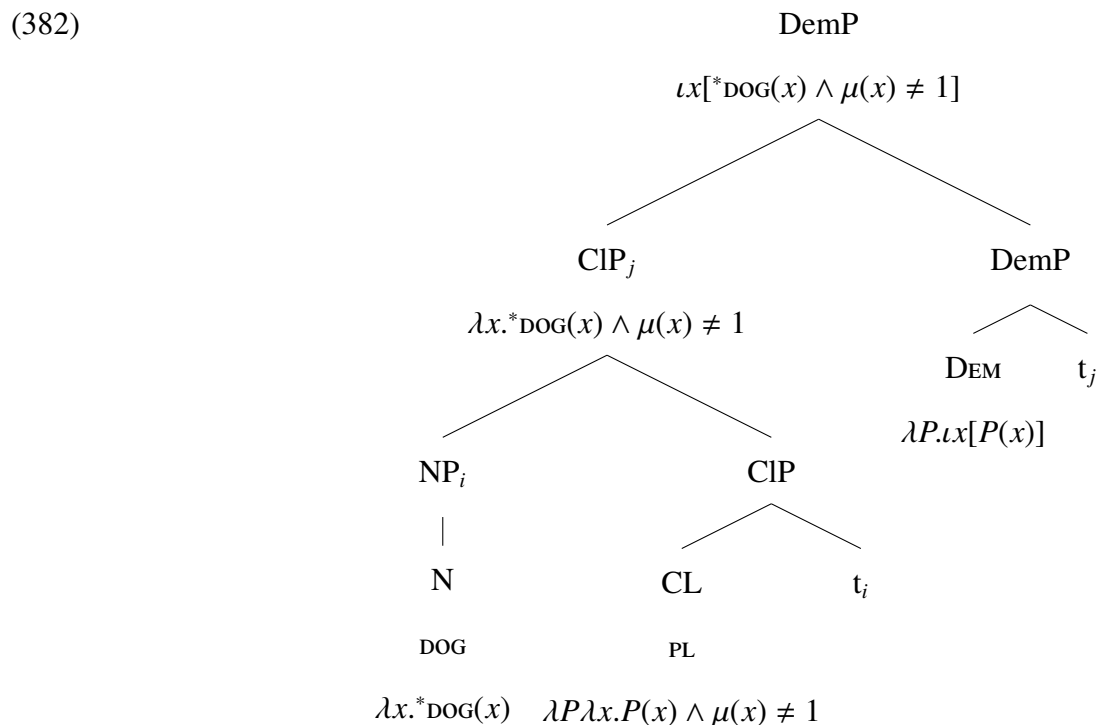 (382) DemP
ιx[*DOG(x) ∧ μ(x) ≠ 1]
ClP_j DemP
λx.*DOG(x) ∧ μ(x) ≠ 1
DEM t_j
λP.ιx[P(x)]
NP_i ClP
N CL t_i
DOG PL
λx.*DOG(x) λPλx.P(x) ∧ μ(x) ≠ 1